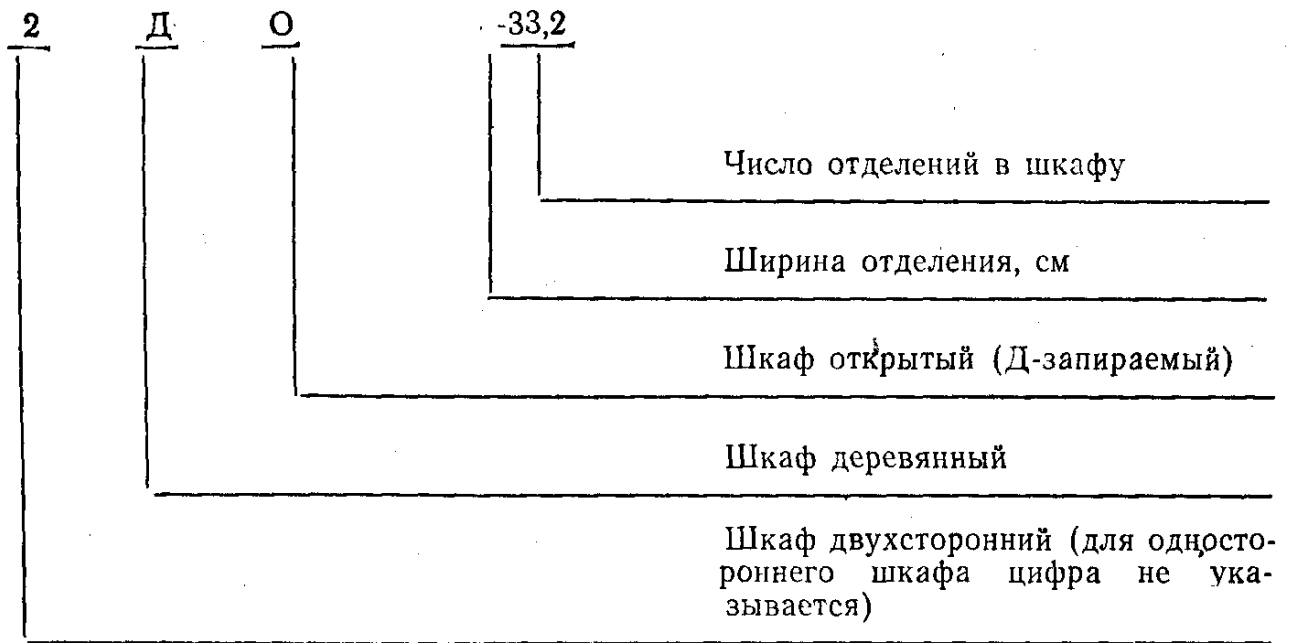 2 Д О -33,2
Число отделений в шкафу
Ширина отделения, см
Шкаф открытый (Д-запираемый)
Шкаф деревянный
Шкаф двухсторонний (для односто-
роннего шкафа цифра не ука-
зывается)